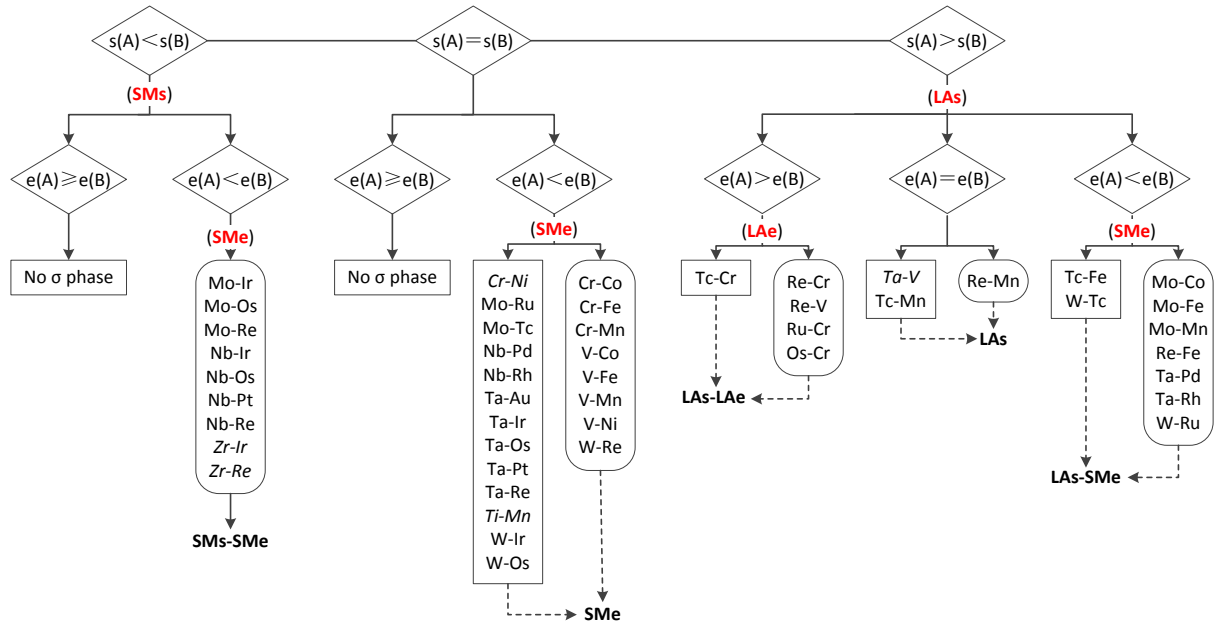 s(A)<s(B)
s(A)=s(B)
s(A)>s(B)
(SMs)
(LAs)
e(A)⩾e(B)
e(A)<e(B)
e(A)≥e(B)
e(A)<e(B)
e(A)>e(B)
e(A)=e(B)
e(A)<e(B)
(SMe)
(SMe)
(LAe)
(SMe)
No σ phase
Mo-Ir
Mo-Os
Mo-Re
Nb-Ir
Nb-Os
Nb-Pt
Nb-Re
Zr-Ir
Zr-Re
SMs-SMe
No σ phase
Cr-Ni
Mo-Ru
Mo-Tc
Nb-Pd
Nb-Rh
Ta-Au
Ta-Ir
Ta-Os
Ta-Pt
Ta-Re
Ti-Mn
W-Ir
W-Os
Cr-Co
Cr-Fe
Cr-Mn
V-Co
V-Fe
V-Mn
V-Ni
W-Re
SMe
Tc-Cr
Re-Cr
Re-V
Ru-Cr
Os-Cr
LAs-LAe
Ta-V
Tc-Mn
Re-Mn
LAs
Tc-Fe
W-Tc
Mo-Co
Mo-Fe
Mo-Mn
Re-Fe
Ta-Pd
Ta-Rh
W-Ru
LAs-SMe